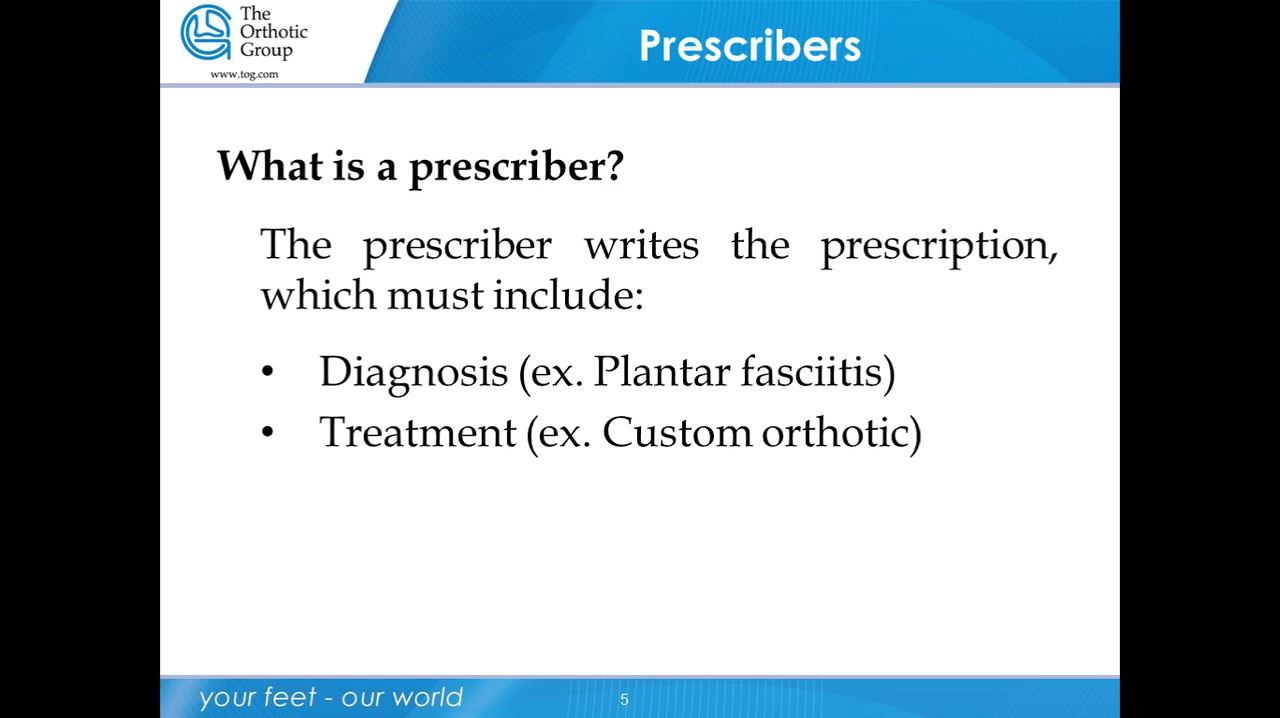 The
Orthotic
Group
www.tog.com
Prescribers
What is a prescriber?
The prescriber writes the prescription,
which must include:
• Diagnosis (ex. Plantar fasciitis)
• Treatment (ex. Custom orthotic)
your feet - our world
5